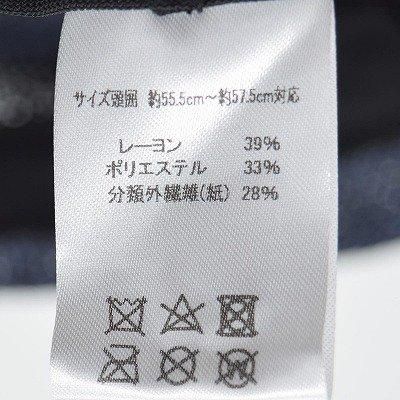 サイズ頭囲 約55.5cm～約57.5cm対応
レーヨン 39%
ポリエステル 33%
分類外繊維(紙) 28%